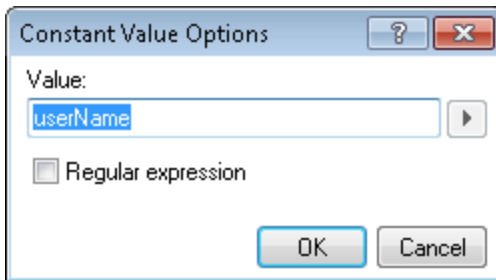 Constant Value Options
Value:
userName
Regular expression
OK Cancel